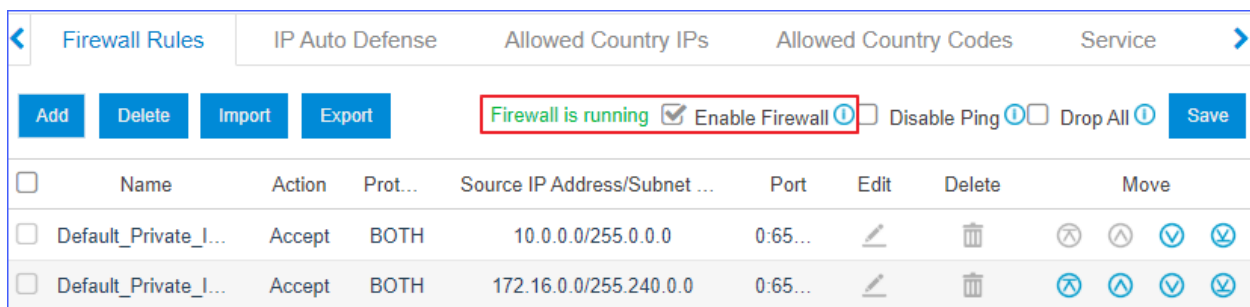 Firewall Rules IP Auto Defense Allowed Country IPs Allowed Country Codes Service
Add Delete Import Export Firewall is running Enable Firewall Disable Ping Drop All Save
Name Action Prot... Source IP Address/Subnet ... Port Edit Delete Move
Default_Private_I... Accept BOTH 10.0.0.0/255.0.0.0 0:65...
Default_Private_I... Accept BOTH 172.16.0.0/255.240.0.0 0:65...